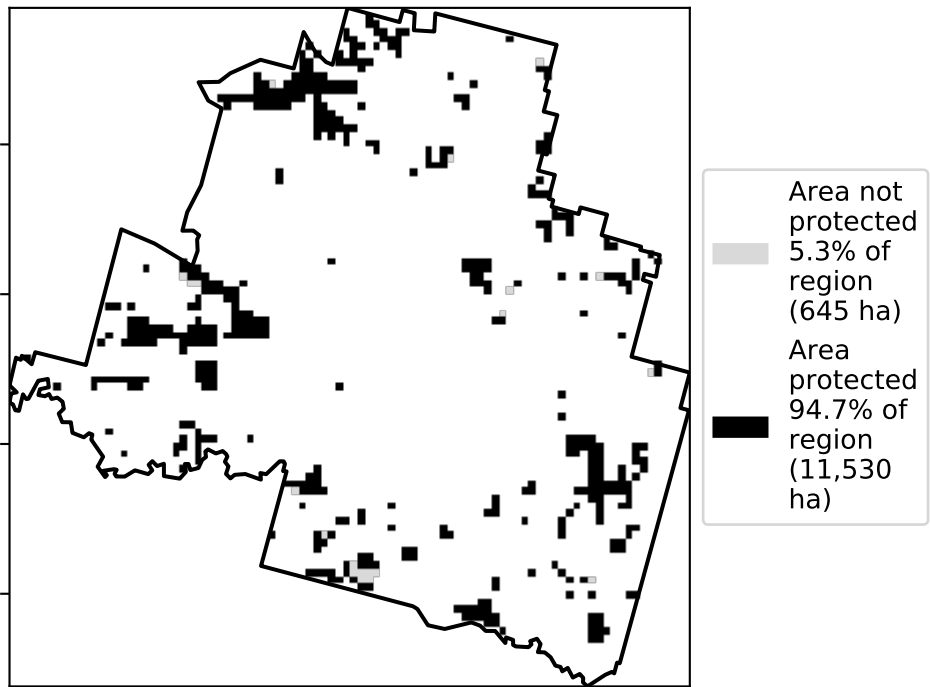 Area not
protected
5.3% of
region
(645 ha)
Area
protected
94.7% of
region
(11,530
ha)